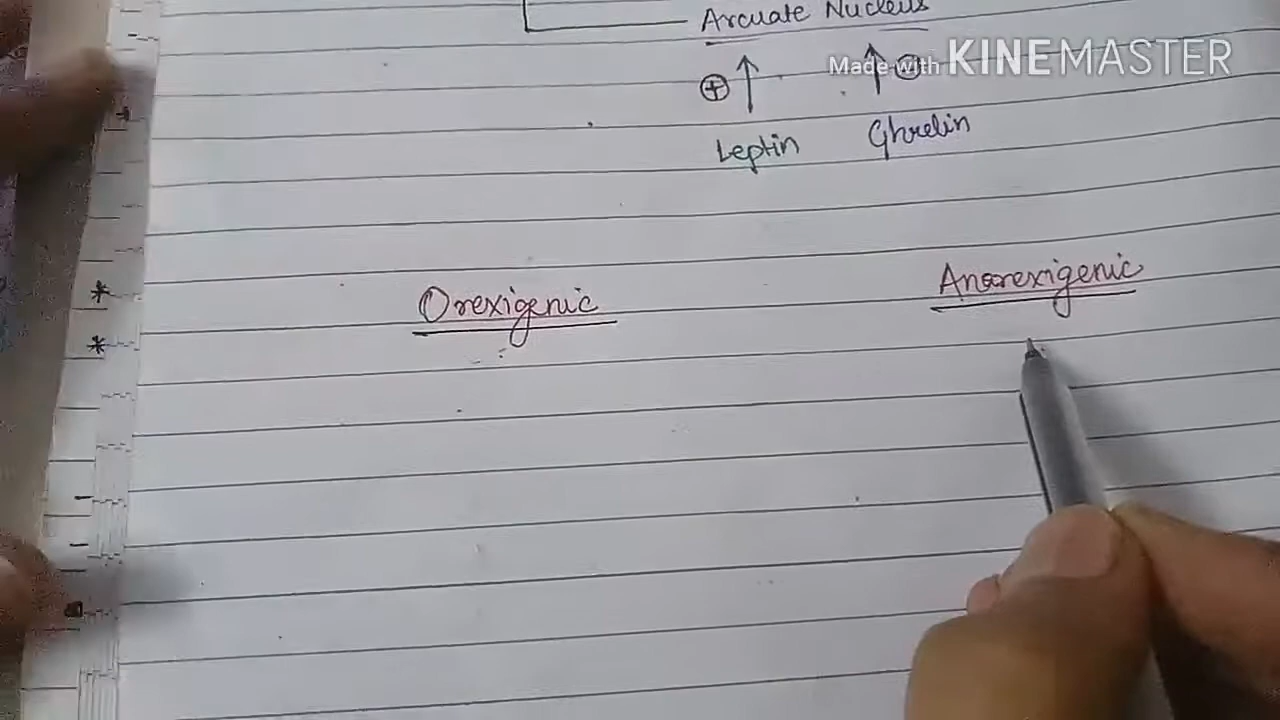 Arcuate Nucleus
Made with KINEMASTER
⊕ ↑ ↑ ⊖
Leptin Ghrelin
Orexigenic Anorexigenic